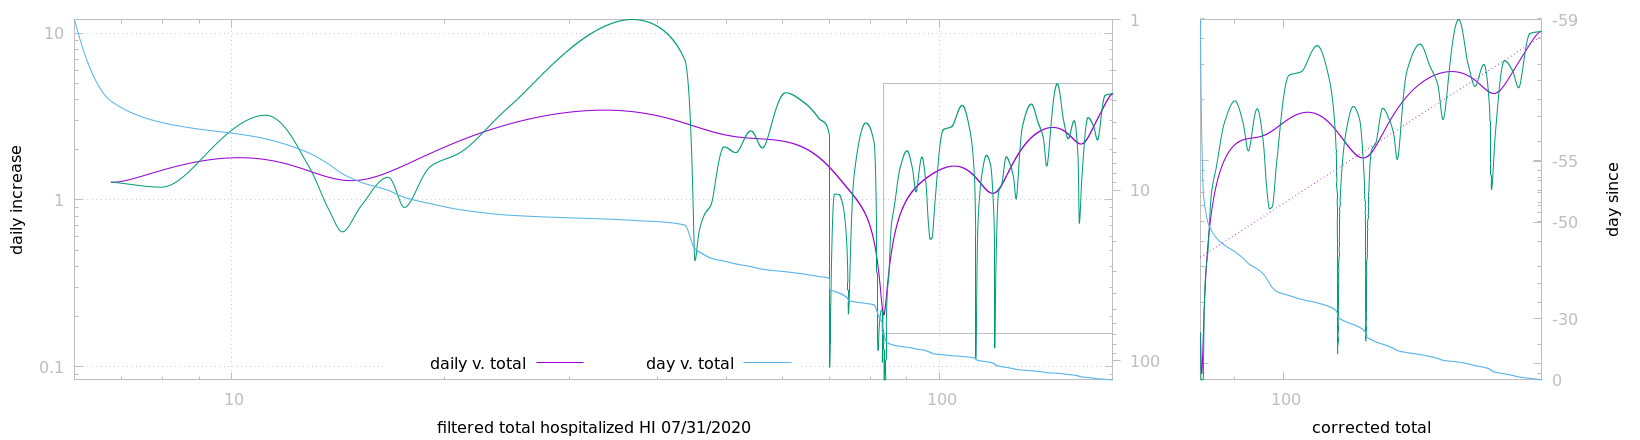 10
1
0.1
daily increase
daily v. total
day v. total
1
10
100
10
100
filtered total hospitalized HI 07/31/2020
-59
-55
-50
-30
0
day since
100
corrected total